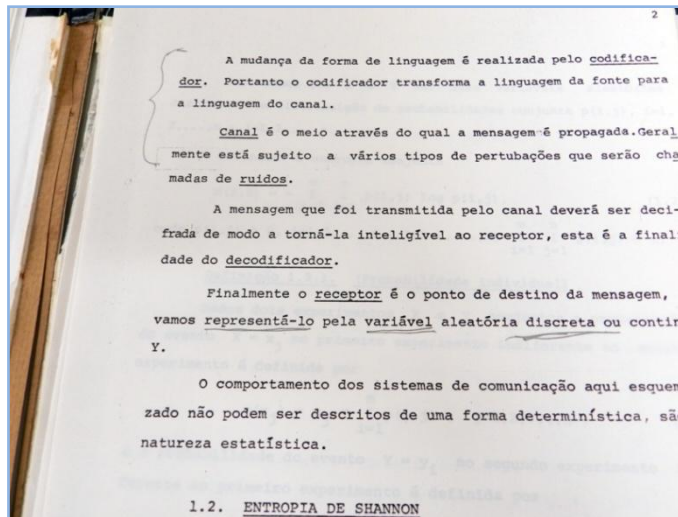 2
A mudança da forma de linguagem é realizada pelo codifica-
dor. Portanto o codificador transforma a linguagem da fonte para
a linguagem do canal.
Canal é o meio através do qual a mensagem é propagada.Geral
mente está sujeito a vários tipos de pertubações que serão cha
madas de ruidos.
A mensagem que foi transmitida pelo canal deverá ser deci-
frada de modo a torná-la inteligível ao receptor, esta é a final
dade do decodificador.
Finalmente o receptor é o ponto de destino da mensagem,
vamos representá-lo pela variável aleatória discreta ou contin
Y.
O comportamento dos sistemas de comunicação aqui esquem
zado não podem ser descritos de uma forma determinística, sã
natureza estatística.
1.2. ENTROPIA DE SHANNON